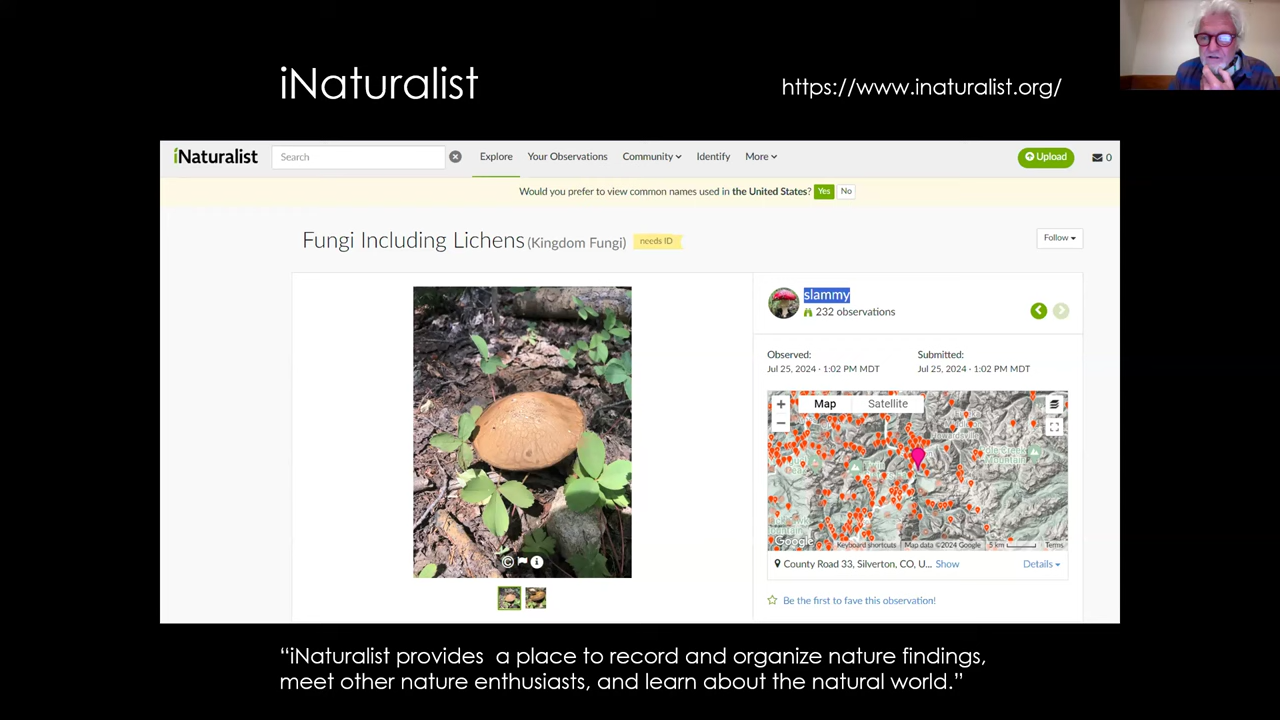 iNaturalist
https://www.inaturalist.org/
iNaturalist
Search
Explore
Your Observations
Community
Identify
More
Upload
0
Would you prefer to view common names used in the United States? Yes No
Fungi Including Lichens (Kingdom Fungi) needs ID
Follow
slammy
232 observations
Observed:
Jul 25, 2024 · 1:02 PM MDT
Submitted:
Jul 25, 2024 · 1:02 PM MDT
+
−
Map
Satellite
Mountain
Google
Keyboard shortcuts
Map data ©2024 Google
5 km
Terms
County Road 33, Silverton, CO, U... Show
Details
Be the first to fave this observation!
“iNaturalist provides a place to record and organize nature findings,
meet other nature enthusiasts, and learn about the natural world.”